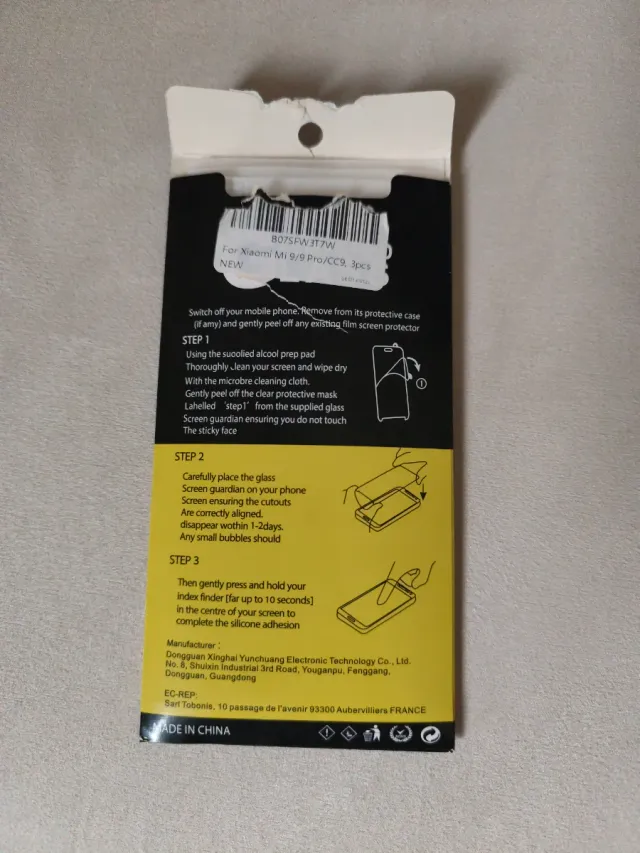 B07SFW3T7W
For Xiaomi Mi 9/9 Pro/CC9, 3pcs
NEW
Switch off your mobile phone. Remove from its protective case
(if amy) and gently peel off any existing film screen protector
STEP 1
Using the suoolied alcool prep pad
Thoroughly Jean your screen and wipe dry
With the microbre cleaning cloth.
Gently peel off the clear protective mask
Labelled 'step1' from the supplied glass
Screen guardian ensuring you do not touch
The sticky face
STEP 2
Carefully place the glass
Screen guardian on your phone
Screen ensuring the cutouts
Are correctly aligned.
disappear wothin 1-2days.
Any small bubbles should
STEP 3
Then gently press and hold your
index finder [far up to 10 seconds]
in the centre of your screen to
complete the silicone adhesion
Manufacturer :
Dongguan Xinghai Yunchuang Electronic Technology Co., Ltd.
No. 8, Shuixin Industrial 3rd Road, Youganpu, Fenggang,
Dongguan, Guangdong
EC-REP:
Sarl Tobonis, 10 passage de l'avenir 93300 Aubervilliers FRANCE
MADE IN CHINA